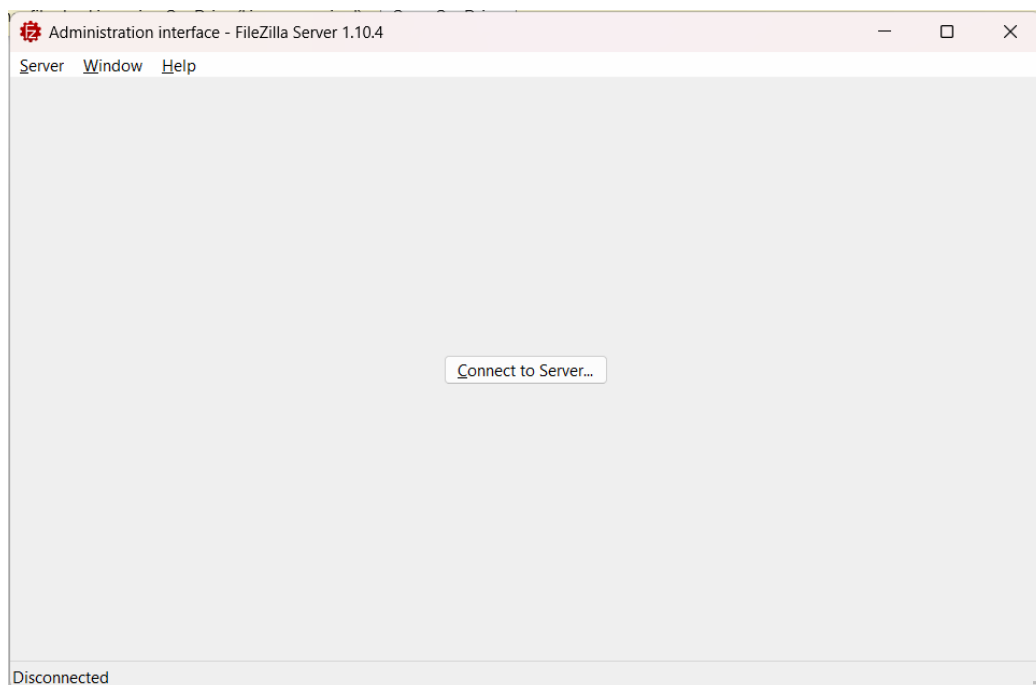 Administration interface - FileZilla Server 1.10.4
Server Window Help
Connect to Server...
Disconnected